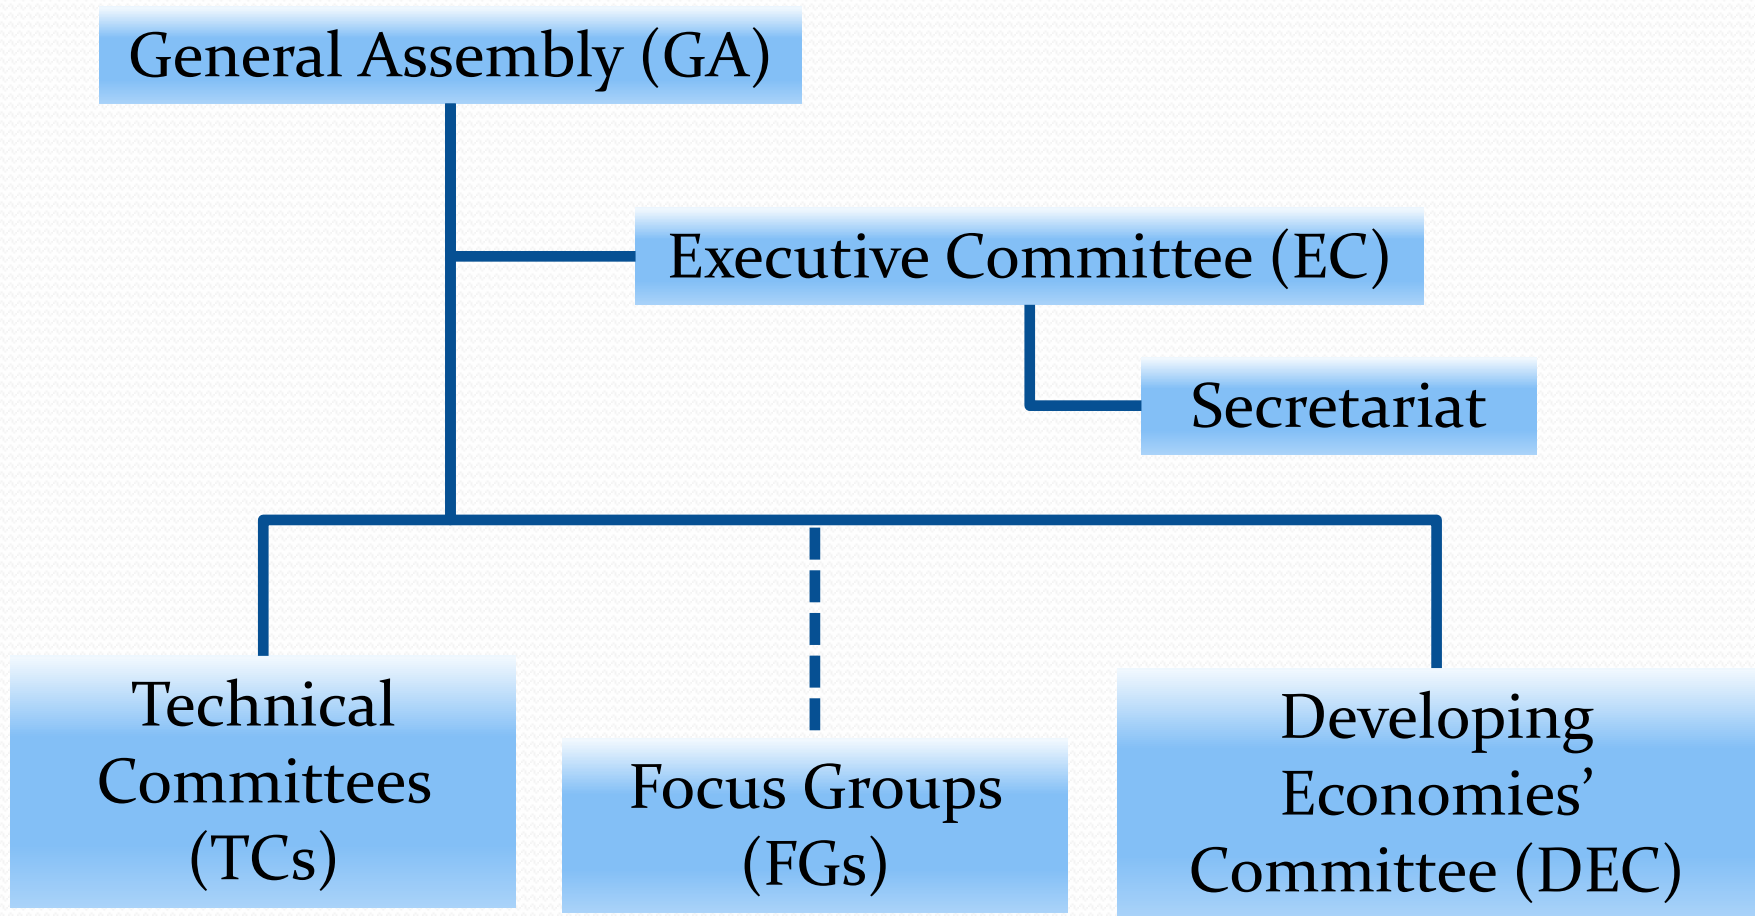 General Assembly (GA)
Executive Committee (EC)
Secretariat
Technical
Committees
(TCs)
Focus Groups
(FGs)
Developing
Economies’
Committee (DEC)